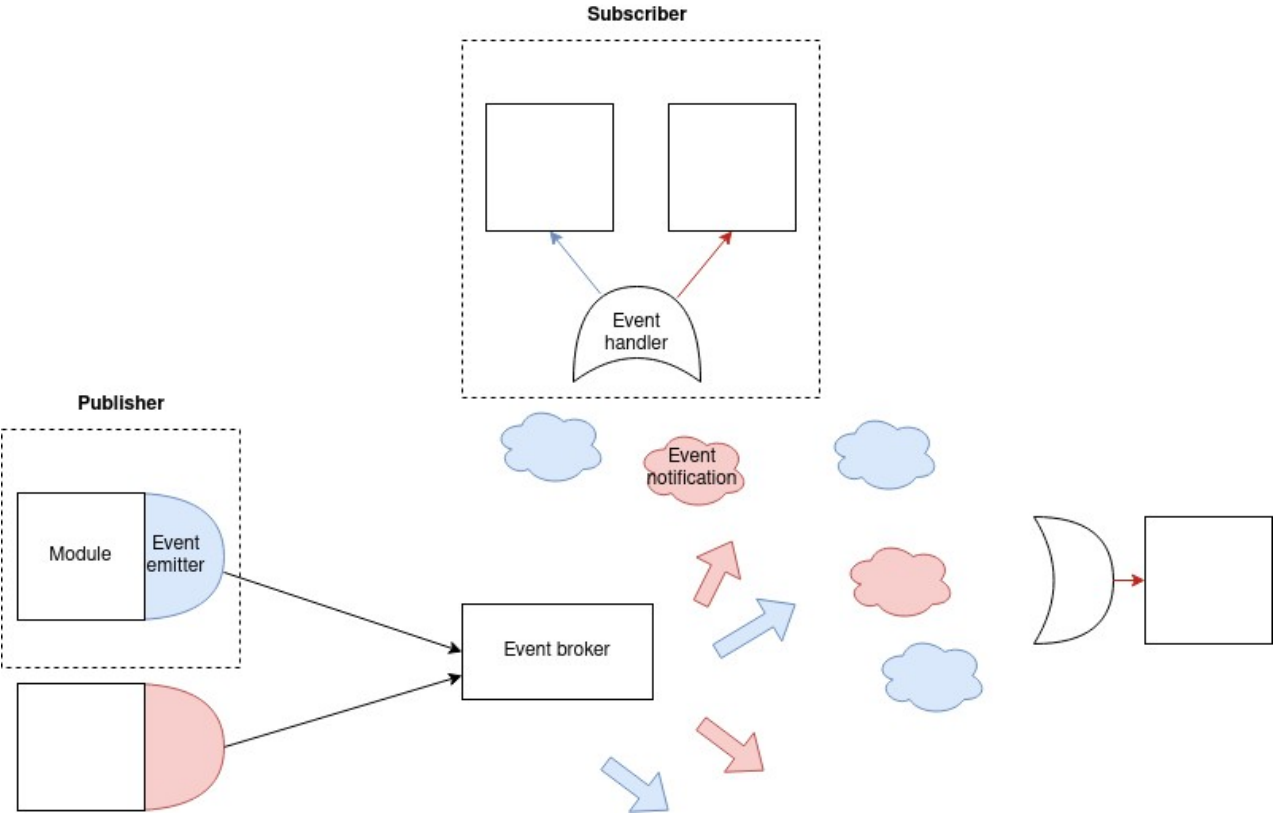 Subscriber
Event
handler
Publisher
Event
notification
Module
Event
emitter
Event broker